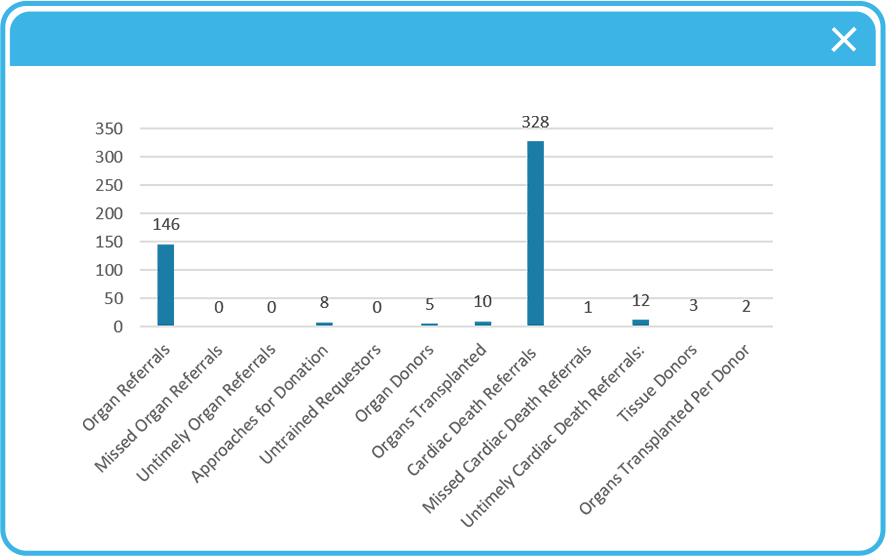 350
300
250
200
150
100
50
0
146
0
0
8
0
5
10
328
1
12
3
2
Organ Referrals
Missed Organ Referrals
Untimely Organ Referrals
Approaches for Donation
Untrained Requestors
Organ Donors
Organs Transplanted
Cardiac Death Referrals
Missed Cardiac Death Referrals
Untimely Cardiac Death Referrals:
Tissue Donors
Organs Transplanted Per Donor